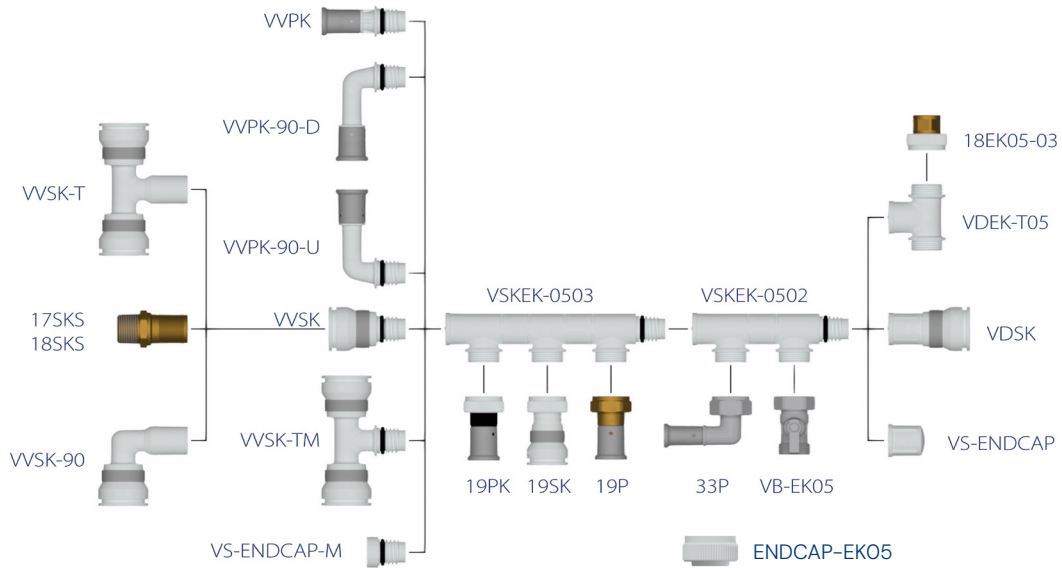 VVPK
VVPK-90-D
18EK05-03
VVSK-T
VDEK-T05
VVPK-90-U
VSKEK-0503
VSKEK-0502
17SKS
18SKS
VVSK
VDSK
VVSK-TM
VVSK-90
VS-ENDCAP
19PK
19SK
19P
33P
VB-EK05
VS-ENDCAP-M
ENDCAP-EK05